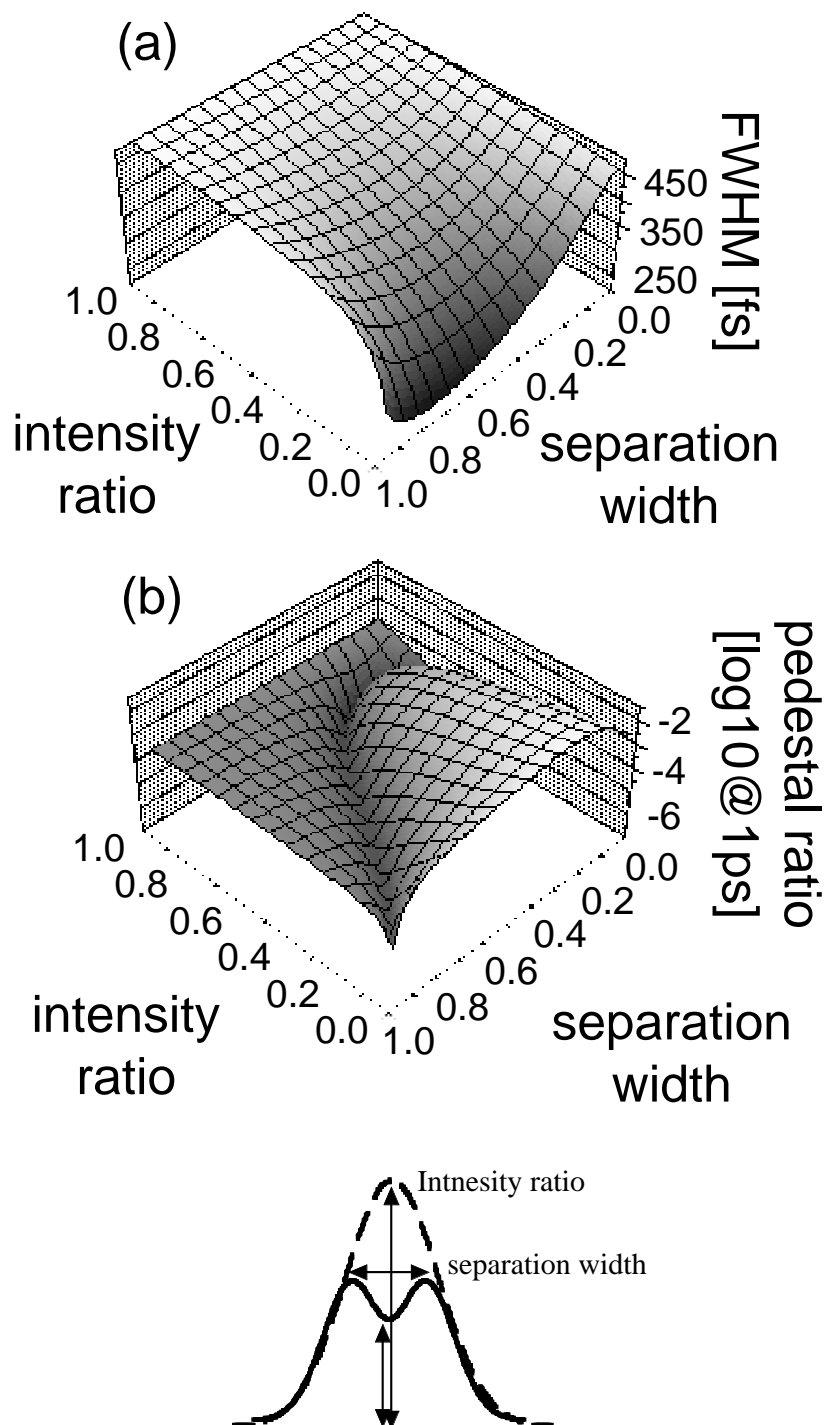 (a)
FWHM [fs]
450
350
250
1.0
0.8
0.6
0.4
0.2
0.0
0.0
0.2
0.4
0.6
0.8
1.0
intensity
ratio
separation
width
(b)
pedestal ratio
[log10@1ps]
-2
-4
-6
1.0
0.8
0.6
0.4
0.2
0.0
0.0
0.2
0.4
0.6
0.8
1.0
intensity
ratio
separation
width
Intnesity ratio
separation width